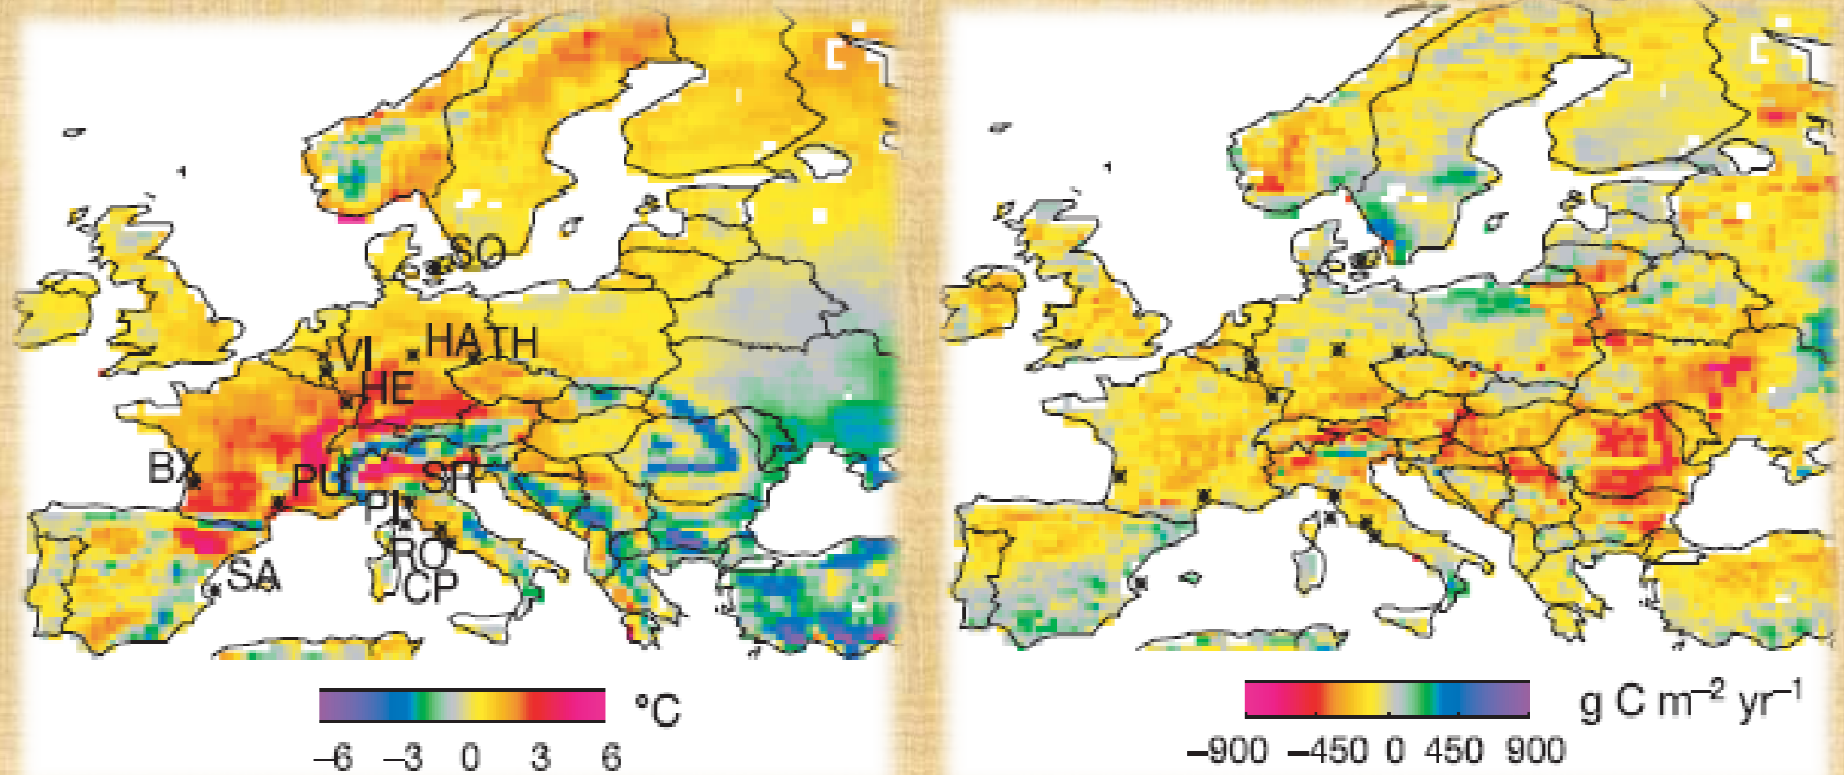 SO
VI
HA TH
HE
BX
PU
SR
PI
RO
SA
CP
°C
−6 −3 0 3 6
g C m⁻² yr⁻¹
−900 −450 0 450 900